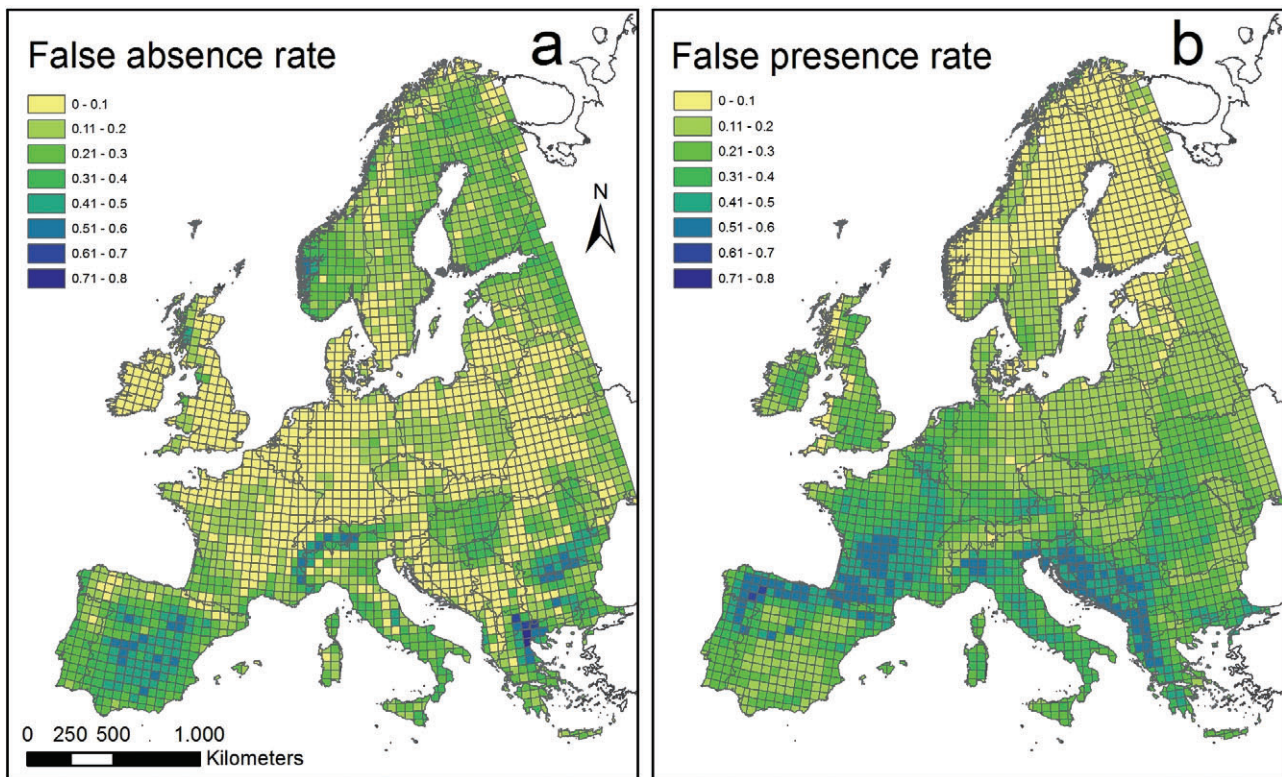 False absence rate
a
0 - 0.1
0.11 - 0.2
0.21 - 0.3
0.31 - 0.4
0.41 - 0.5
0.51 - 0.6
0.61 - 0.7
0.71 - 0.8
N
0 250 500 1.000
Kilometers
False presence rate
b
0 - 0.1
0.11 - 0.2
0.21 - 0.3
0.31 - 0.4
0.41 - 0.5
0.51 - 0.6
0.61 - 0.7
0.71 - 0.8